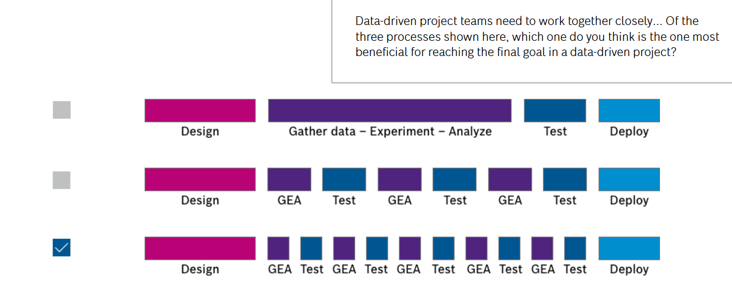 Data-driven project teams need to work together closely... Of the
three processes shown here, which one do you think is the one most
beneficial for reaching the final goal in a data-driven project?
Design Gather data – Experiment – Analyze Test Deploy
Design GEA Test GEA Test GEA Test Deploy
Design GEA Test GEA Test GEA Test GEA Test GEA Test Deploy